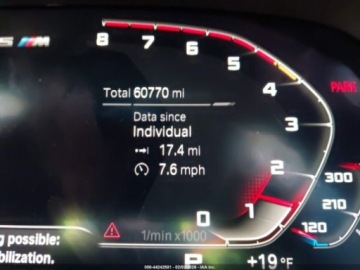 M
8
7
6
5
4
3
2
1
0
PARK
Total 60770 mi
Data since
Individual
17.4 mi
7.6 mph
1/min x1000
300
210
120
g possible:
bilization.
P
+19 °F